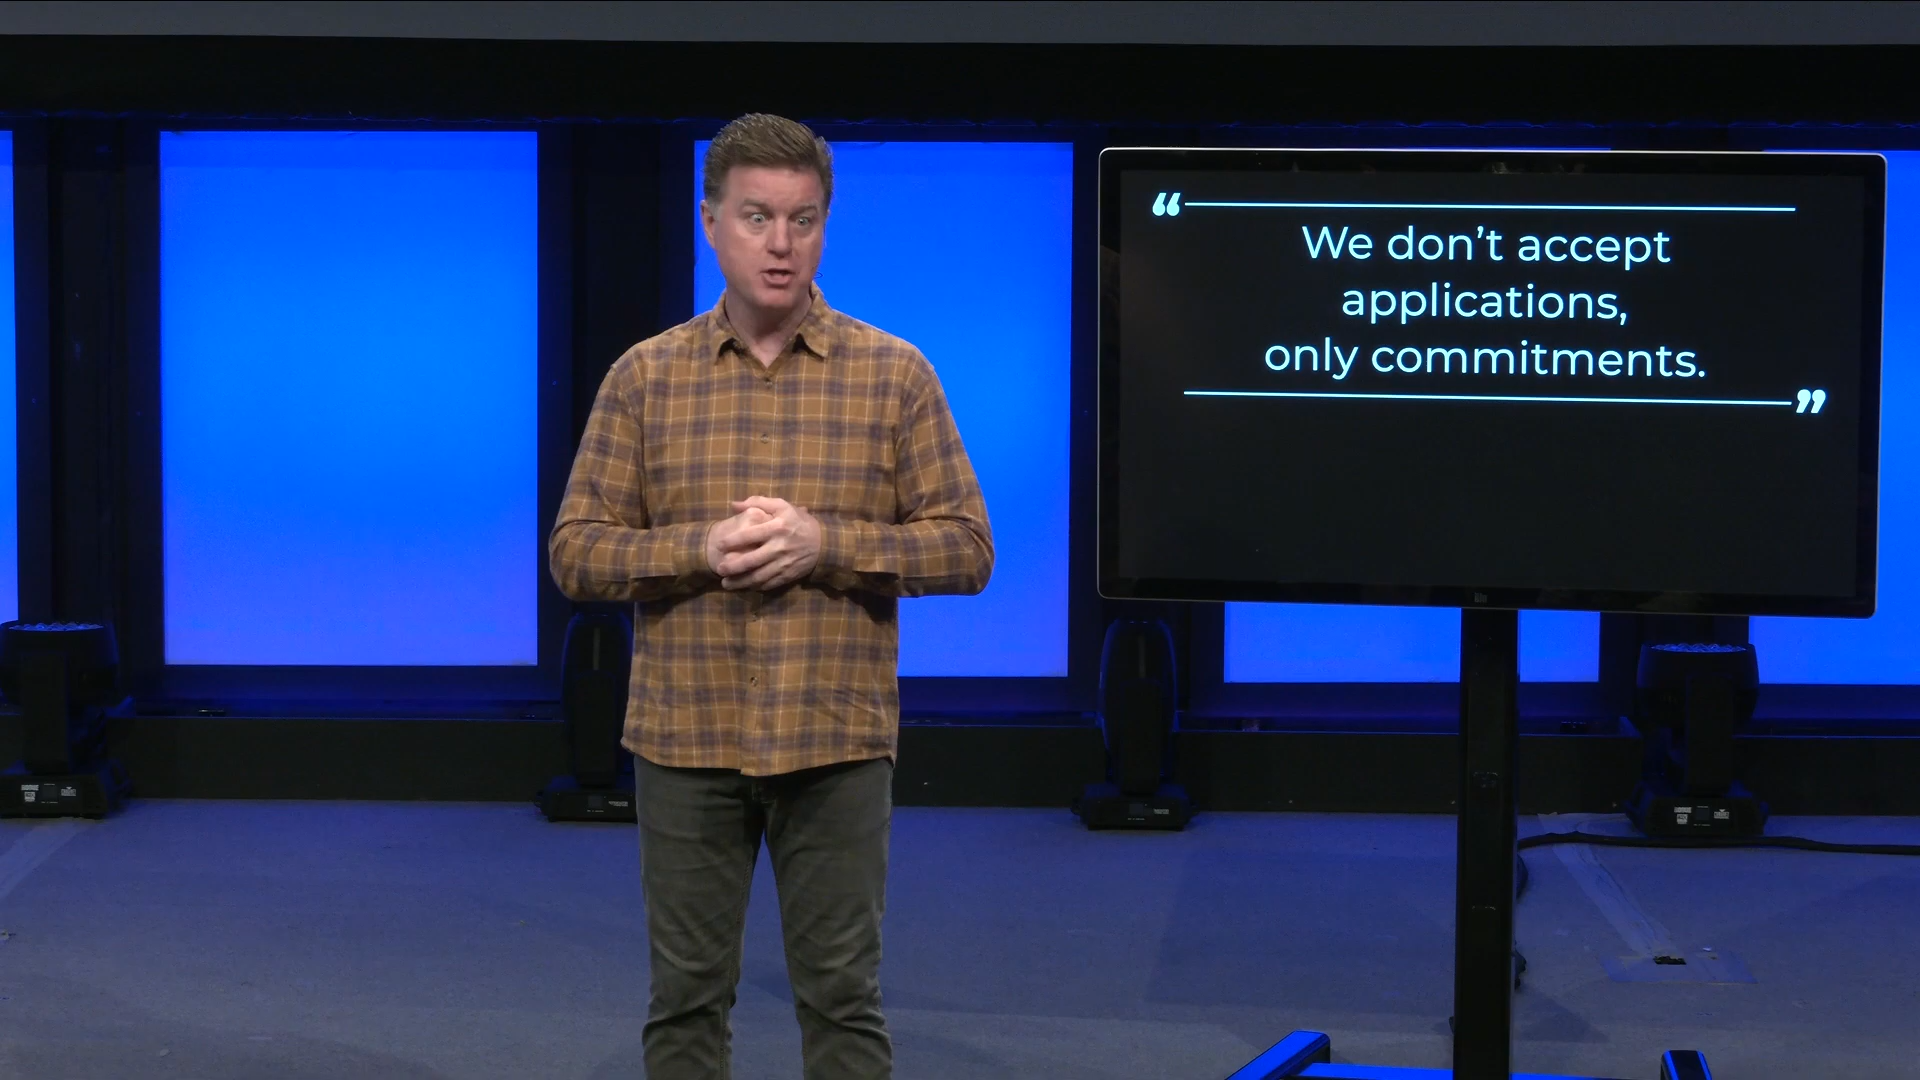 “
We don’t accept
applications,
only commitments.
”